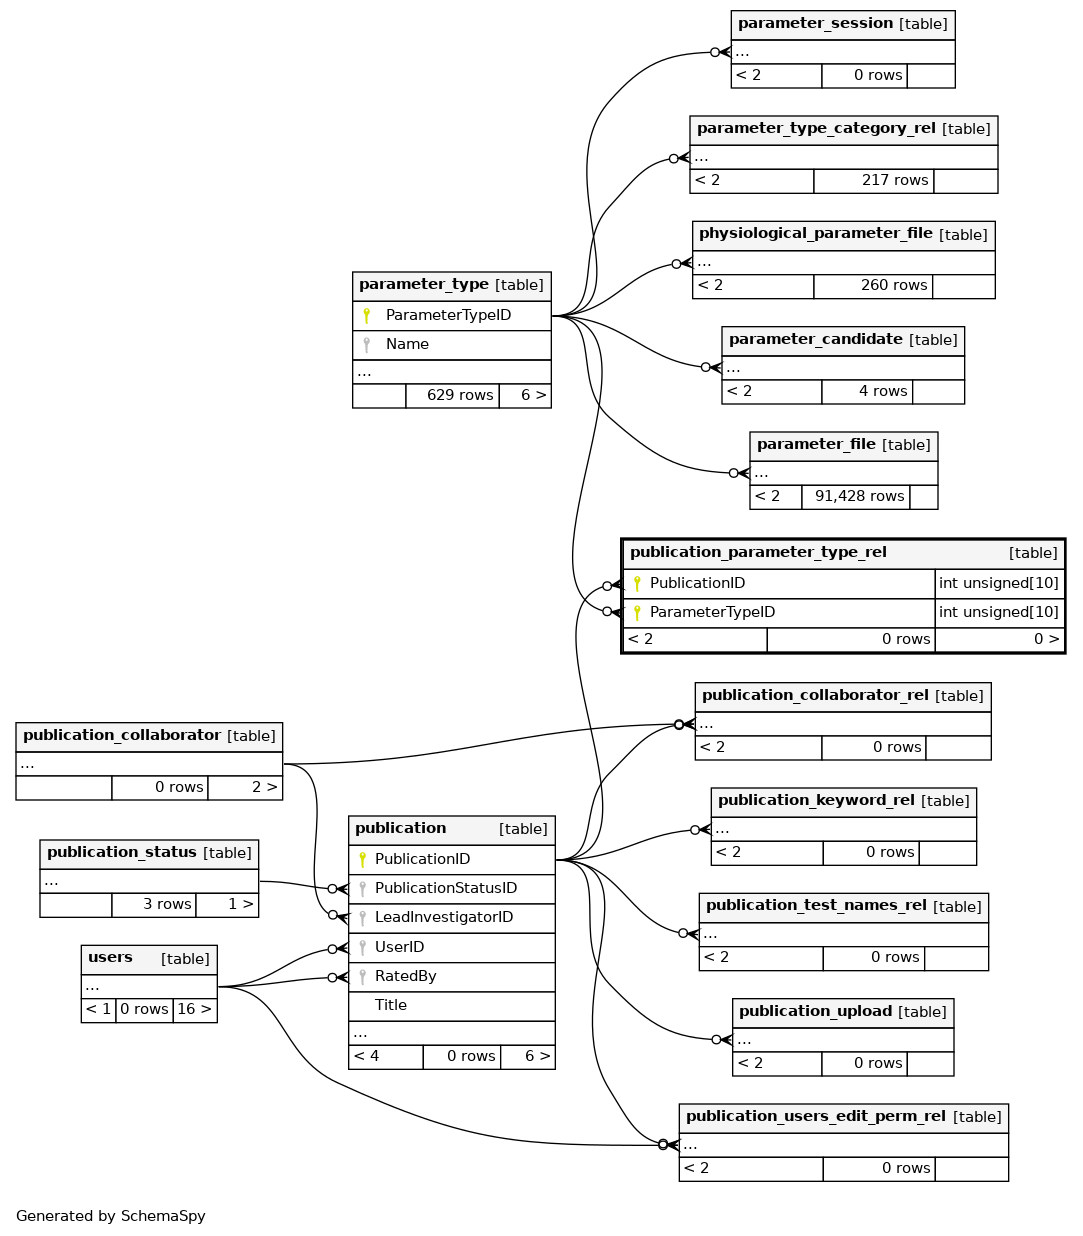 parameter_session [table]
...
< 2 0 rows
parameter_type_category_rel [table]
...
< 2 217 rows
physiological_parameter_file [table]
...
< 2 260 rows
parameter_type [table]
ParameterTypeID
Name
...
629 rows 6 >
parameter_candidate [table]
...
< 2 4 rows
parameter_file [table]
...
< 2 91,428 rows
publication_parameter_type_rel [table]
PublicationID int unsigned[10]
ParameterTypeID int unsigned[10]
< 2 0 rows 0 >
publication_collaborator_rel [table]
...
< 2 0 rows
publication_collaborator [table]
...
0 rows 2 >
publication_keyword_rel [table]
...
< 2 0 rows
publication_status [table]
...
3 rows 1 >
publication [table]
PublicationID
PublicationStatusID
LeadInvestigatorID
UserID
RatedBy
Title
...
< 4 0 rows 6 >
users [table]
...
< 1 0 rows 16 >
publication_test_names_rel [table]
...
< 2 0 rows
publication_upload [table]
...
< 2 0 rows
publication_users_edit_perm_rel [table]
...
< 2 0 rows
Generated by SchemaSpy